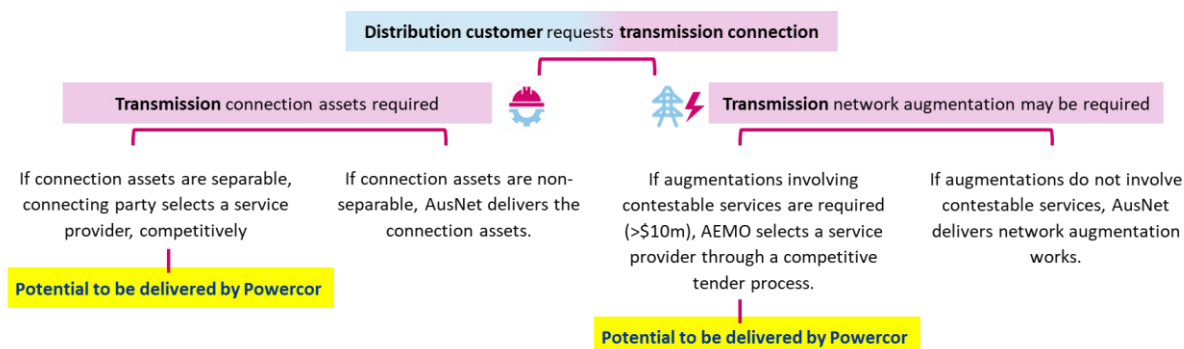 Distribution customer requests transmission connection
Transmission connection assets required
Transmission network augmentation may be required
If connection assets are separable,
connecting party selects a service
provider, competitively
If connection assets are non-
separable, AusNet delivers the
connection assets.
If augmentations involving
contestable services are required
(>$10m), AEMO selects a service
provider through a competitive
tender process.
If augmentations do not involve
contestable services, AusNet
delivers network augmentation
works.
Potential to be delivered by Powercor
Potential to be delivered by Powercor